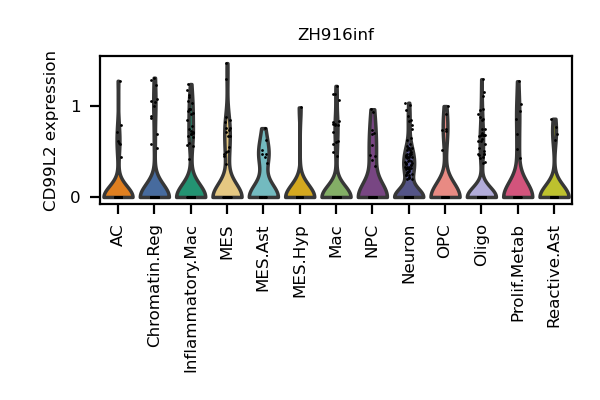 ZH916inf
CD99L2 expression
1
0
AC
Chromatin.Reg
Inflammatory.Mac
MES
MES.Ast
MES.Hyp
Mac
NPC
Neuron
OPC
Oligo
Prolif.Metab
Reactive.Ast